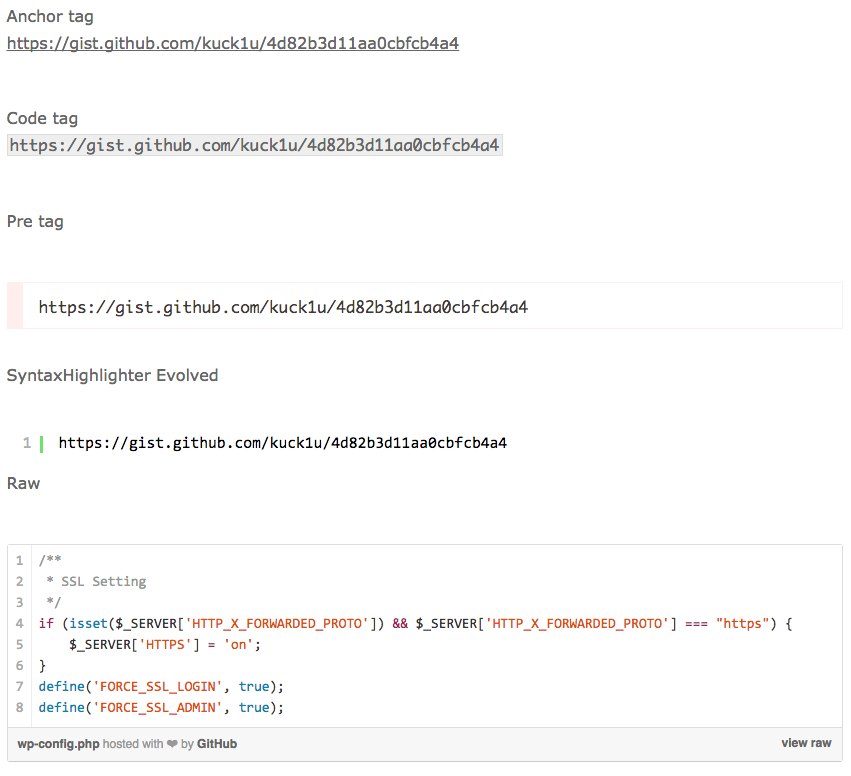 Anchor tag
https://gist.github.com/kuck1u/4d82b3d11aa0cbfcb4a4
Code tag
https://gist.github.com/kuck1u/4d82b3d11aa0cbfcb4a4
Pre tag
https://gist.github.com/kuck1u/4d82b3d11aa0cbfcb4a4
SyntaxHighlighter Evolved
1 https://gist.github.com/kuck1u/4d82b3d11aa0cbfcb4a4
Raw
1 /**
2  * SSL Setting
3  */
4 if (isset($_SERVER['HTTP_X_FORWARDED_PROTO']) && $_SERVER['HTTP_X_FORWARDED_PROTO'] === "https") {
5     $_SERVER['HTTPS'] = 'on';
6 }
7 define('FORCE_SSL_LOGIN', true);
8 define('FORCE_SSL_ADMIN', true);
wp-config.php hosted with ❤ by GitHub view raw